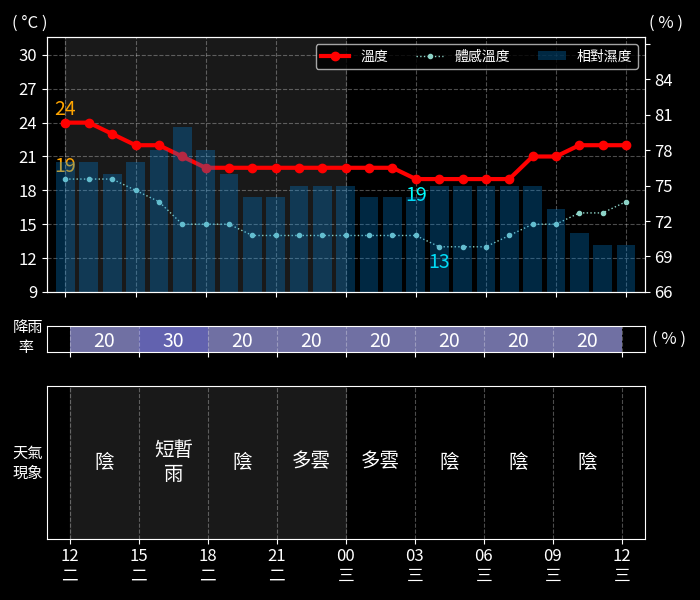 ( °C )
( % )
溫度
體感溫度
相對濕度
30
27
24
21
18
15
12
9
84
81
78
75
72
69
66
24
19
19
13
降雨
率
20 30 20 20 20 20 20 20
( % )
天氣
現象
陰 短暫
雨 陰 多雲 多雲 陰 陰 陰
12 15 18 21 00 03 06 09 12
二 二 二 二 三 三 三 三 三